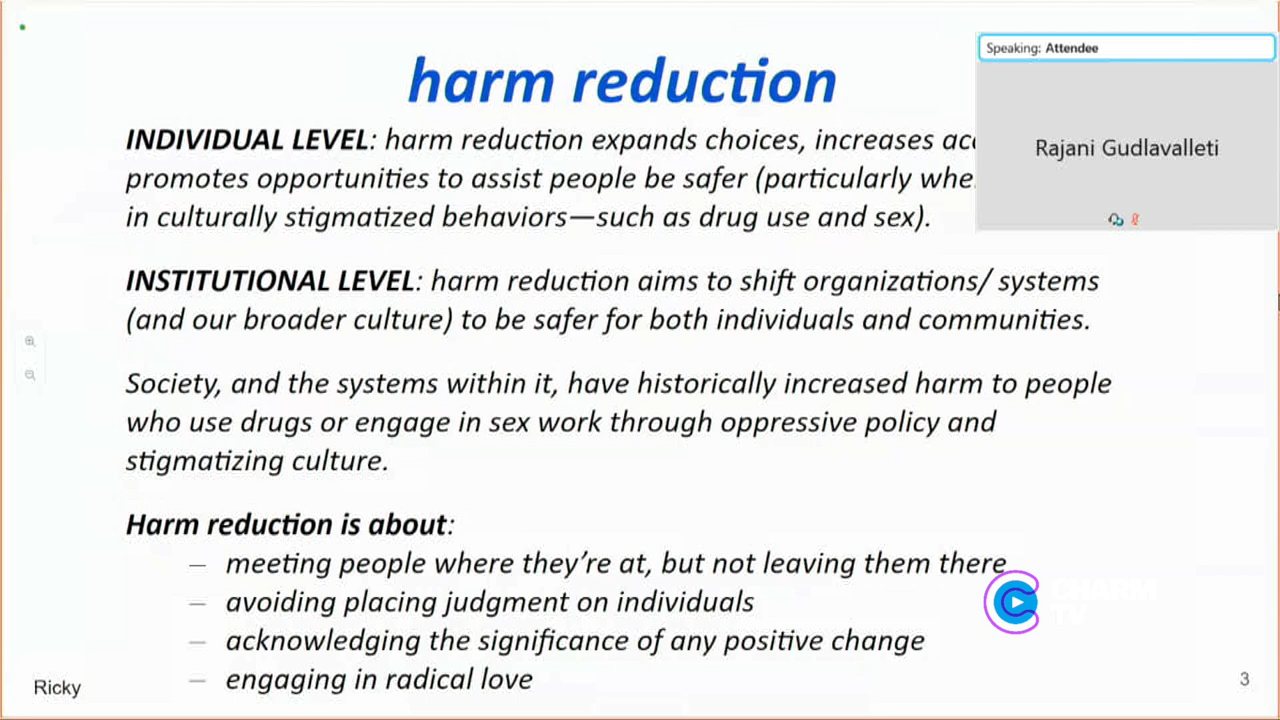 harm reduction
Speaking: Attendee
Rajani Gudlavalleti
INDIVIDUAL LEVEL: harm reduction expands choices, increases
promotes opportunities to assist people be safer (particularly
in culturally stigmatized behaviors—such as drug use and sex).
INSTITUTIONAL LEVEL: harm reduction aims to shift organizations/ systems
(and our broader culture) to be safer for both individuals and communities.
Society, and the systems within it, have historically increased harm to people
who use drugs or engage in sex work through oppressive policy and
stigmatizing culture.
Harm reduction is about:
— meeting people where they're at, but not leaving them there
— avoiding placing judgment on individuals
— acknowledging the significance of any positive change
— engaging in radical love
CHARM
TV
Ricky
3